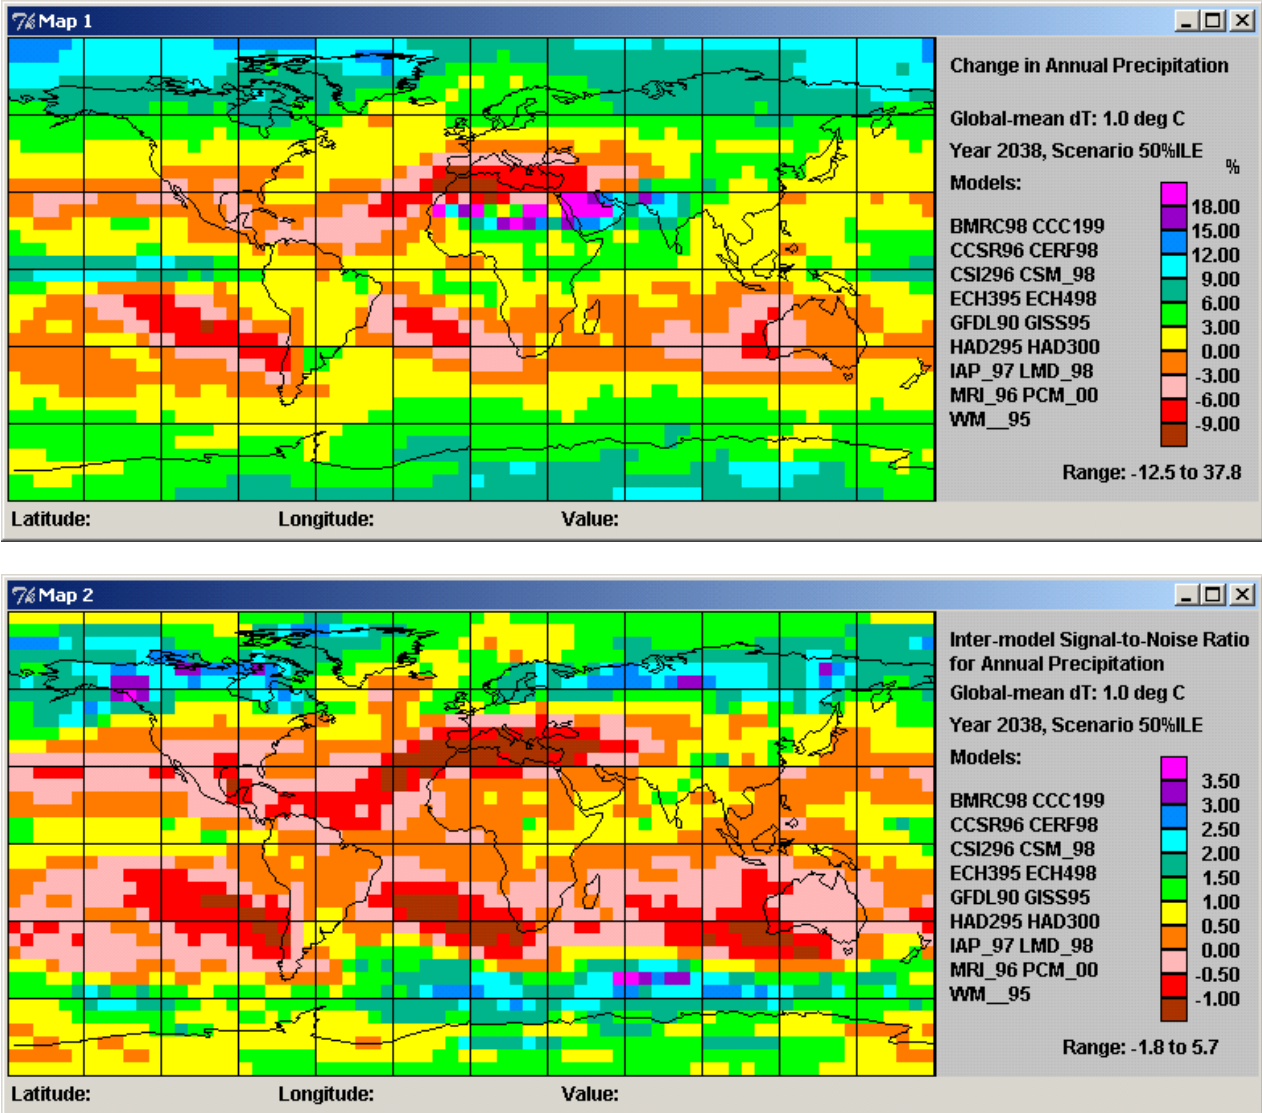 Map 1
Change in Annual Precipitation
Global-mean dT: 1.0 deg C
Year 2038, Scenario 50%ILE
%
Models:
18.00
BMRC98 CCC199
15.00
CCSR96 CERF98
12.00
CSI296 CSM_98
9.00
ECH395 ECH498
6.00
GFDL90 GISS95
3.00
HAD295 HAD300
0.00
IAP_97 LMD_98
-3.00
MRI_96 PCM_00
-6.00
WM__95
-9.00
Range: -12.5 to 37.8
Latitude: Longitude: Value:
Map 2
Inter-model Signal-to-Noise Ratio
for Annual Precipitation
Global-mean dT: 1.0 deg C
Year 2038, Scenario 50%ILE
Models:
3.50
BMRC98 CCC199
3.00
CCSR96 CERF98
2.50
CSI296 CSM_98
2.00
ECH395 ECH498
1.50
GFDL90 GISS95
1.00
HAD295 HAD300
0.50
IAP_97 LMD_98
0.00
MRI_96 PCM_00
-0.50
WM__95
-1.00
Range: -1.8 to 5.7
Latitude: Longitude: Value: